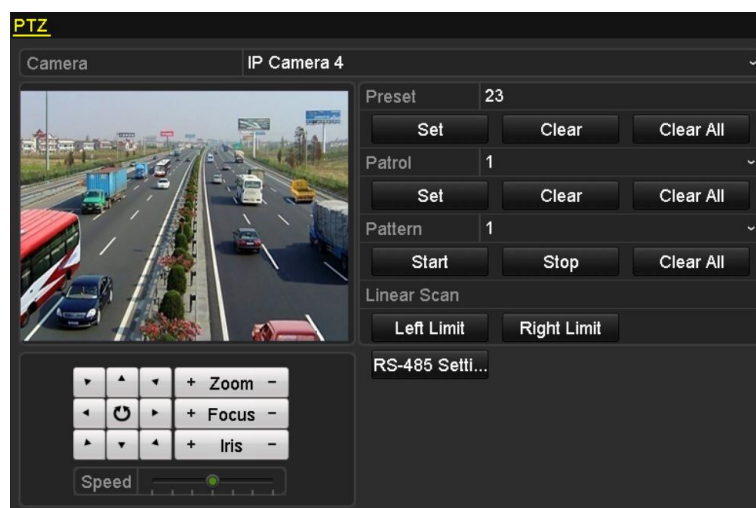 PTZ
Camera IP Camera 4
Preset 23
Set Clear Clear All
Patrol 1
Set Clear Clear All
Pattern 1
Start Stop Clear All
Linear Scan
Left Limit Right Limit
RS-485 Setti...
+ Zoom -
+ Focus -
+ Iris -
Speed